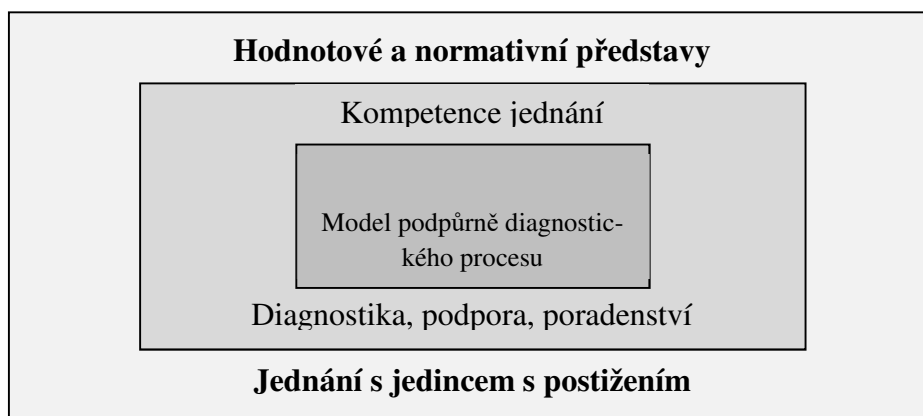 Hodnotové a normativní představy
Kompetence jednání
Model podpůrně diagnostic-
kého procesu
Diagnostika, podpora, poradenství
Jednání s jedincem s postižením